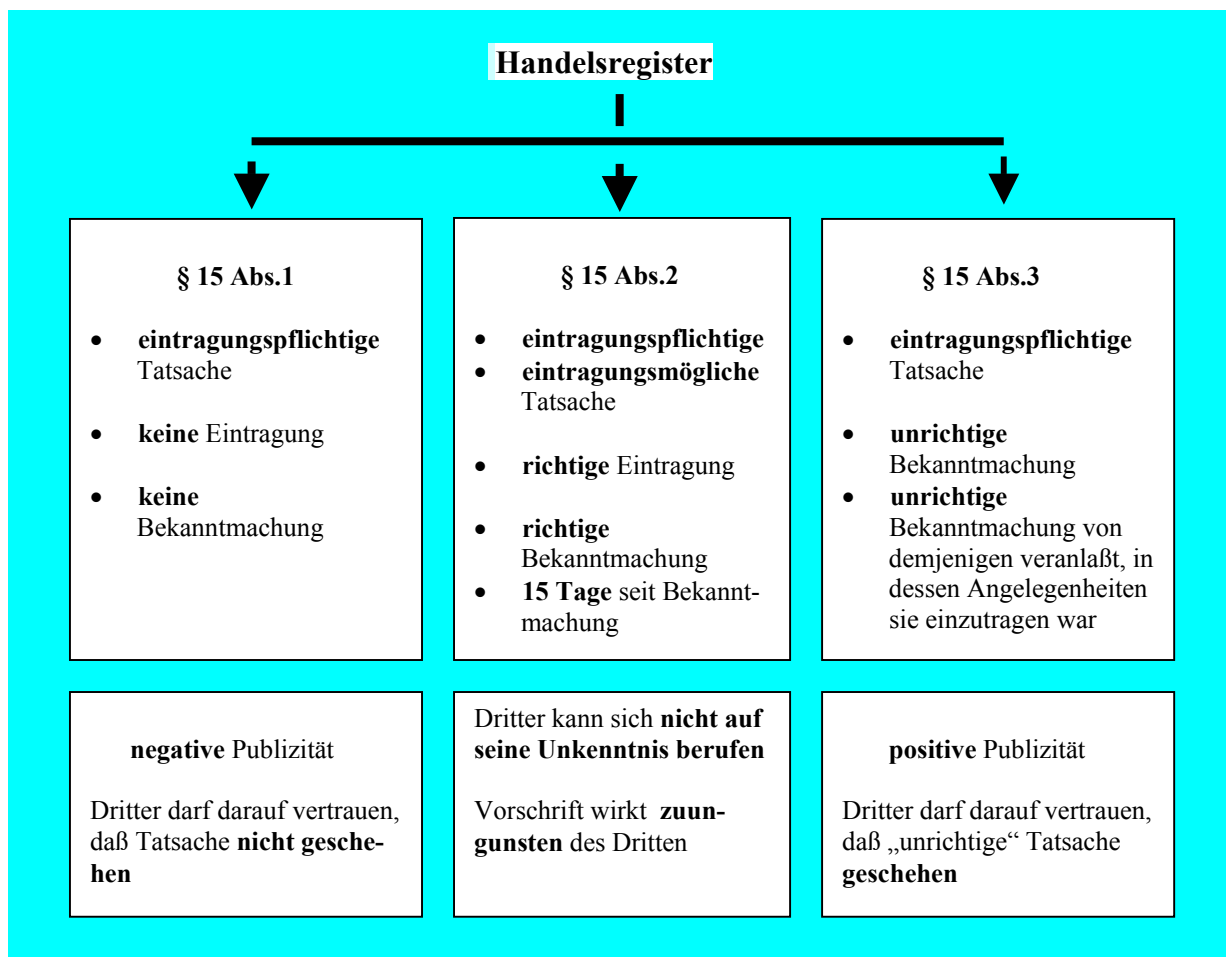 Handelsregister
§ 15 Abs.1
• eintragungspflichtige
Tatsache
• keine Eintragung
• keine
Bekanntmachung
§ 15 Abs.2
• eintragungspflichtige
• eintragungsmögliche
Tatsache
• richtige Eintragung
• richtige
Bekanntmachung
• 15 Tage seit Bekannt-
machung
§ 15 Abs.3
• eintragungspflichtige
Tatsache
• unrichtige
Bekanntmachung
• unrichtige
Bekanntmachung von
demjenigen veranlaßt, in
dessen Angelegenheiten
sie einzutragen war
negative Publizität
Dritter darf darauf vertrauen,
daß Tatsache nicht gesche-
hen
Dritter kann sich nicht auf
seine Unkenntnis berufen
Vorschrift wirkt zuun-
gunsten des Dritten
positive Publizität
Dritter darf darauf vertrauen,
daß „unrichtige“ Tatsache
geschehen